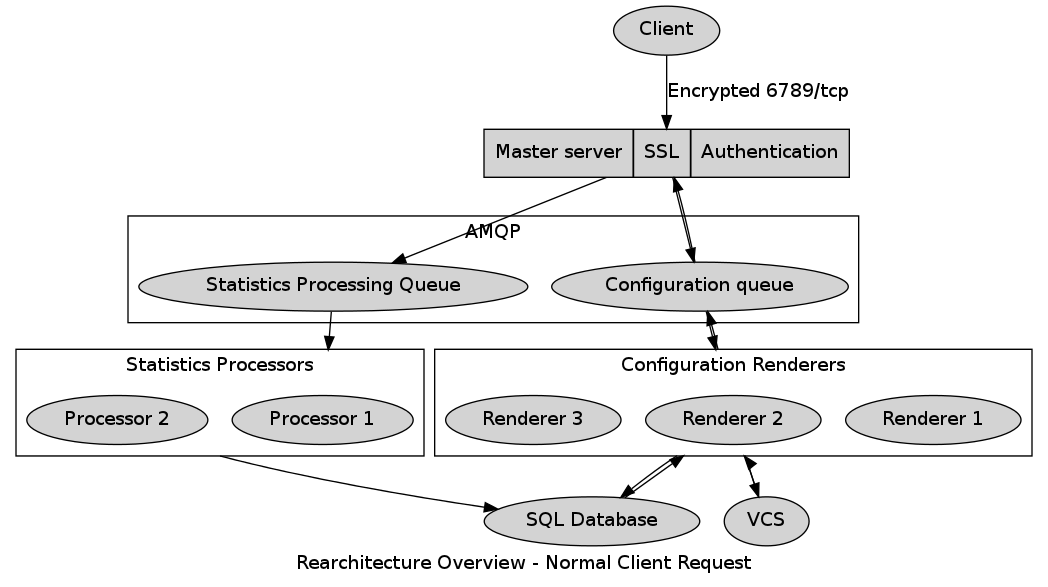 Client
Encrypted 6789/tcp
Master server SSL Authentication
AMQP
Statistics Processing Queue Configuration queue
Statistics Processors Configuration Renderers
Processor 2 Processor 1 Renderer 3 Renderer 2 Renderer 1
SQL Database VCS
Rearchitecture Overview - Normal Client Request